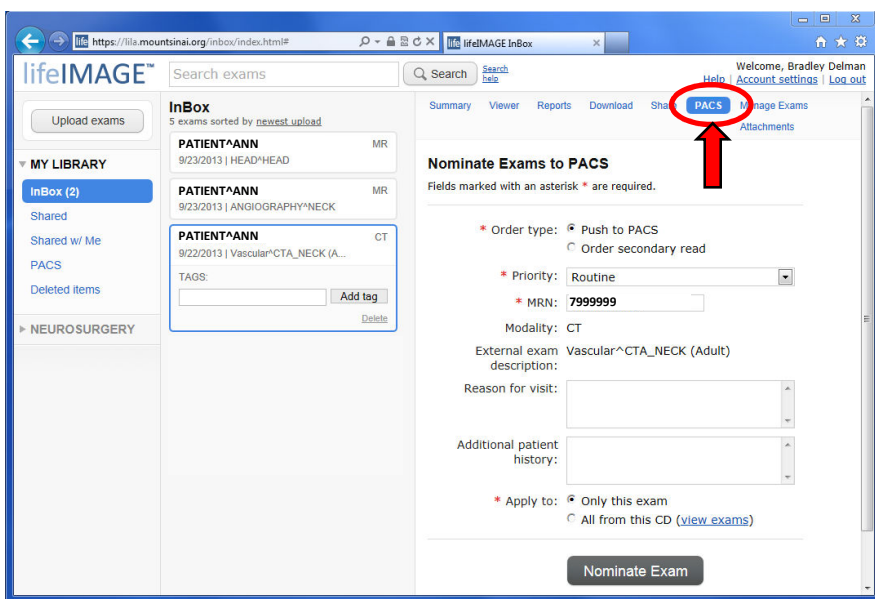 https://lila.mountsinai.org/inbox/index.html#
life lifeIMAGE InBox
lifeIMAGE™
Search exams
Search
Search help
Welcome, Bradley Delman
Help | Account settings | Log out
Upload exams
MY LIBRARY
InBox (2)
Shared
Shared w/ Me
PACS
Deleted items
NEUROSURGERY
InBox
5 exams sorted by newest upload
PATIENT^ANN MR
9/23/2013 | HEAD^HEAD
PATIENT^ANN MR
9/23/2013 | ANGIOGRAPHY^NECK
PATIENT^ANN CT
9/22/2013 | Vascular^CTA_NECK (A...
TAGS:
Add tag
Delete
Summary Viewer Reports Download Share PACS Manage Exams
Attachments
Nominate Exams to PACS
Fields marked with an asterisk * are required.
* Order type: Push to PACS
Order secondary read
* Priority: Routine
* MRN: 7999999
Modality: CT
External exam description: Vascular^CTA_NECK (Adult)
Reason for visit:
Additional patient history:
* Apply to: Only this exam
All from this CD (view exams)
Nominate Exam